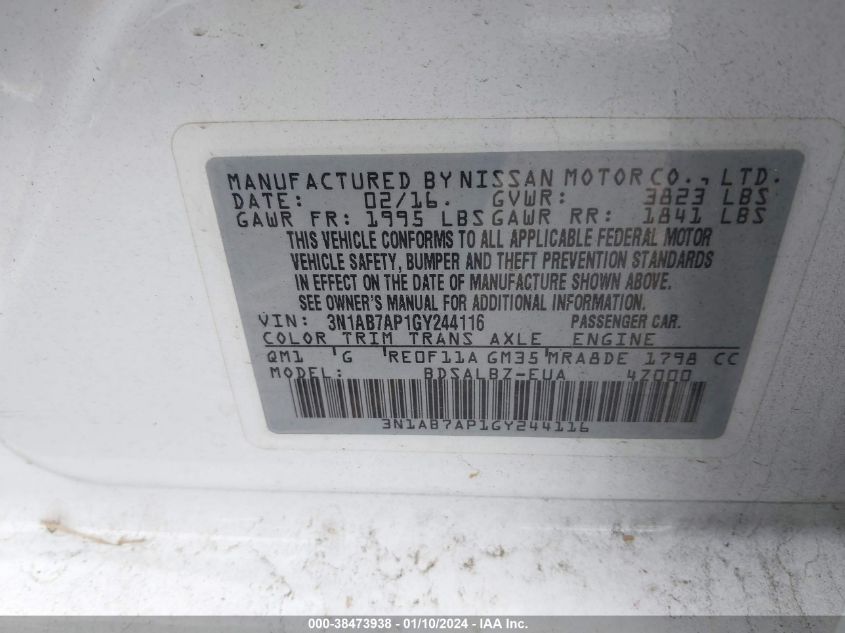 MANUFACTURED BY NISSAN MOTOR CO., LTD.
DATE: 02/16. GVWR: 3823 LBS
GAWR FR: 1995 LBS GAWR RR: 1841 LBS
THIS VEHICLE CONFORMS TO ALL APPLICABLE FEDERAL MOTOR
VEHICLE SAFETY, BUMPER AND THEFT PREVENTION STANDARDS
IN EFFECT ON THE DATE OF MANUFACTURE SHOWN ABOVE.
SEE OWNER'S MANUAL FOR ADDITIONAL INFORMATION.
VIN: 3N1AB7AP1GY244116 PASSENGER CAR.
COLOR TRIM TRANS AXLE ENGINE
QM1 'G 'RE0F11A GM35'MRA8DE 1798 CC
MODEL: BDSALBZ-EUA 4Z000
3N1AB7AP1GY244116
000-38473938 - 01/10/2024 - IAA Inc.